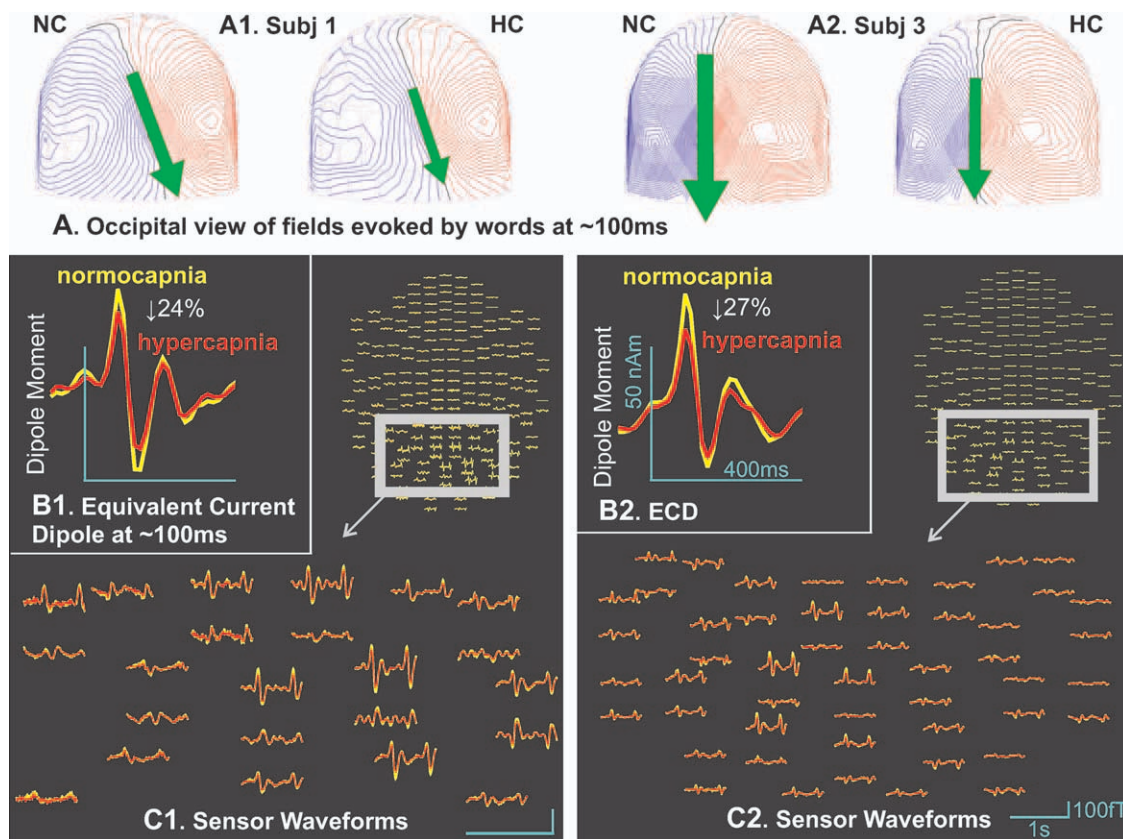 NC A1. Subj 1 HC NC A2. Subj 3 HC
A. Occipital view of fields evoked by words at ~100ms
normocapnia
↓24%
hypercapnia
Dipole Moment
B1. Equivalent Current
Dipole at ~100ms
normocapnia
↓27%
hypercapnia
Dipole Moment
50 nAm
400ms
B2. ECD
C1. Sensor Waveforms
C2. Sensor Waveforms
100fT
1s